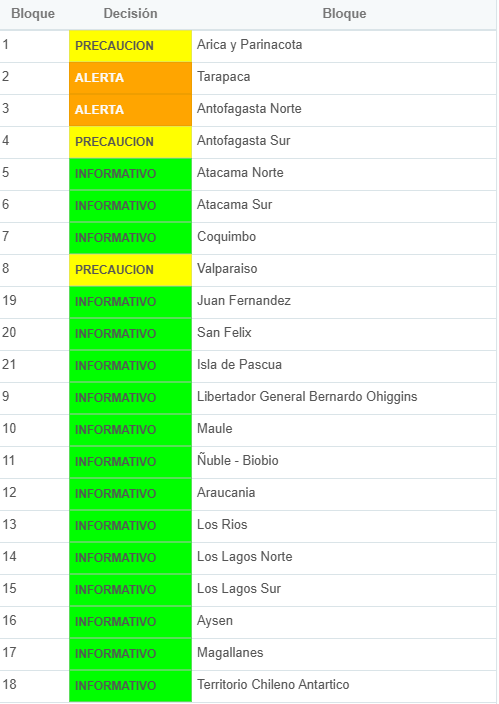 Bloque Decisión Bloque
1 PRECAUCION Arica y Parinacota
2 ALERTA Tarapaca
3 ALERTA Antofagasta Norte
4 PRECAUCION Antofagasta Sur
5 INFORMATIVO Atacama Norte
6 INFORMATIVO Atacama Sur
7 INFORMATIVO Coquimbo
8 PRECAUCION Valparaiso
19 INFORMATIVO Juan Fernandez
20 INFORMATIVO San Felix
21 INFORMATIVO Isla de Pascua
9 INFORMATIVO Libertador General Bernardo Ohiggins
10 INFORMATIVO Maule
11 INFORMATIVO Ñuble - Biobio
12 INFORMATIVO Araucania
13 INFORMATIVO Los Rios
14 INFORMATIVO Los Lagos Norte
15 INFORMATIVO Los Lagos Sur
16 INFORMATIVO Aysen
17 INFORMATIVO Magallanes
18 INFORMATIVO Territorio Chileno Antartico